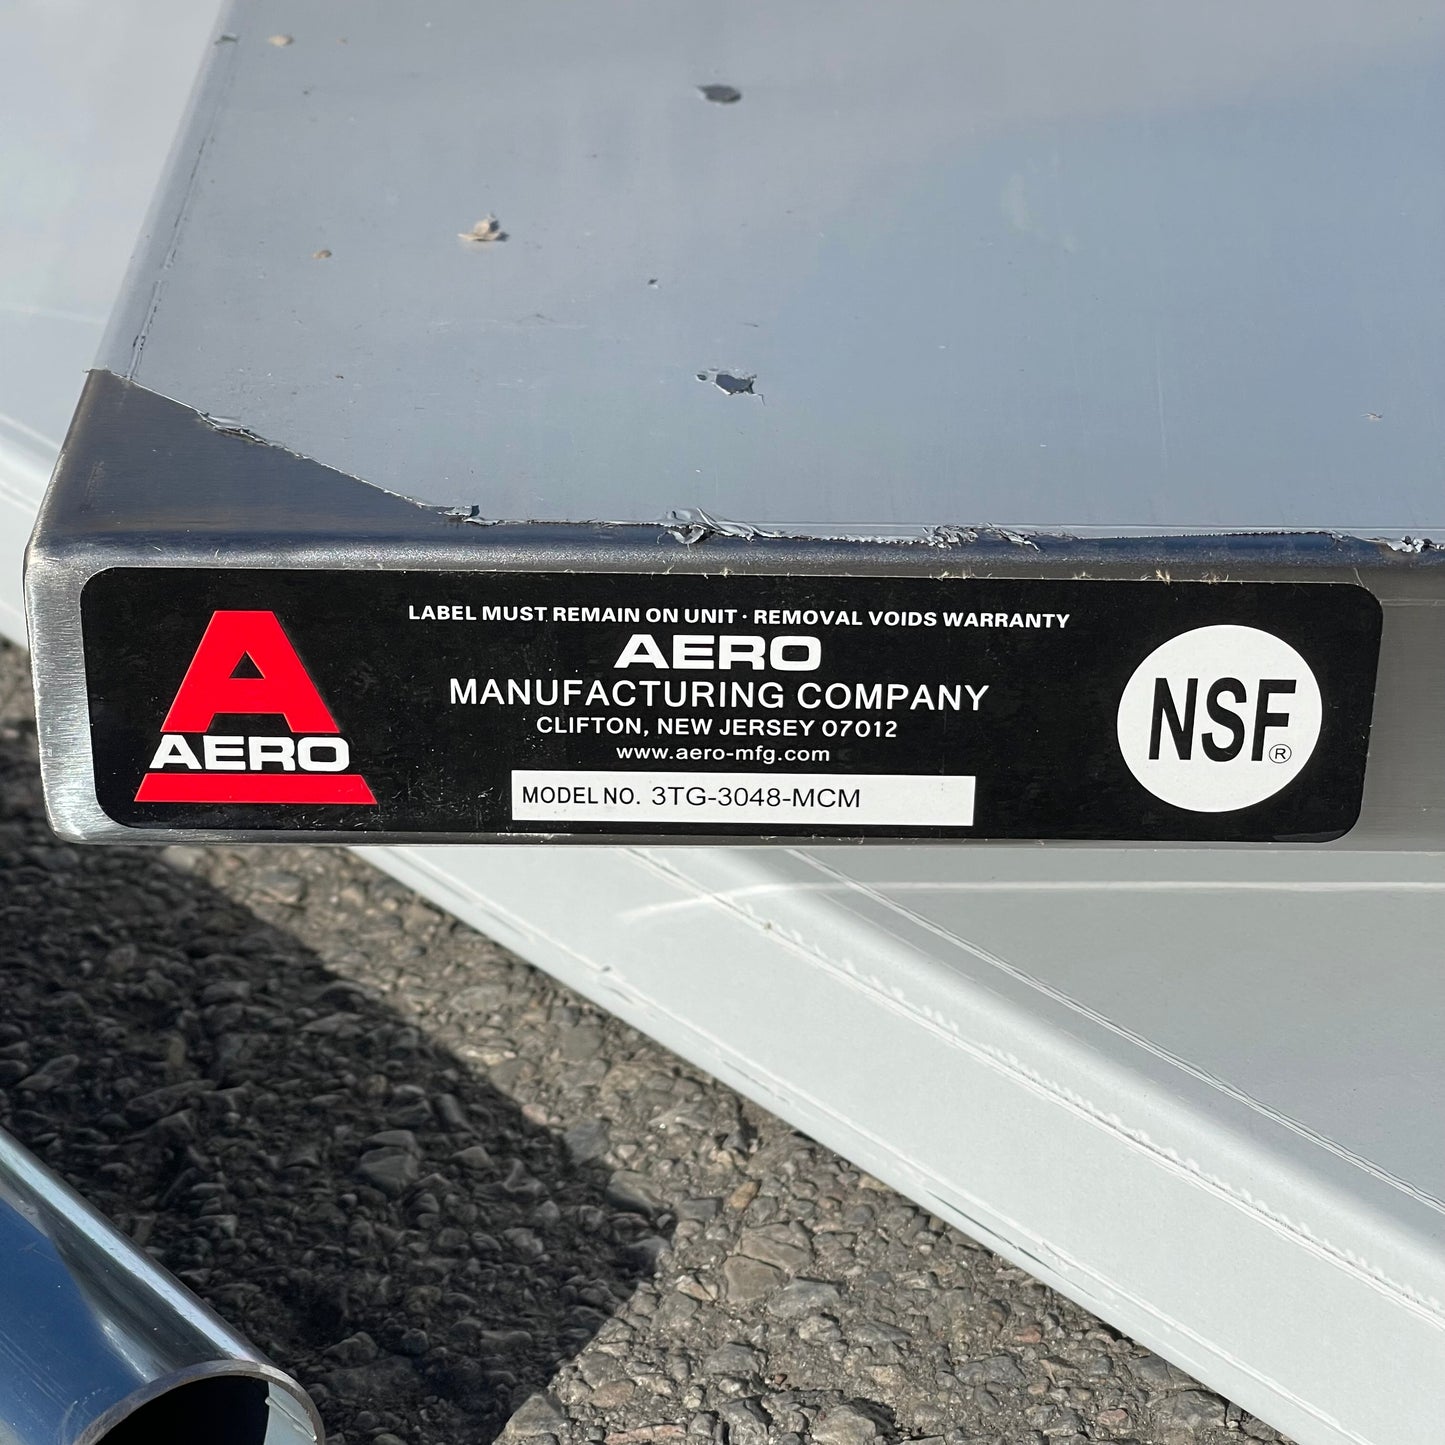 LABEL MUST REMAIN ON UNIT · REMOVAL VOIDS WARRANTY
A
AERO
AERO
MANUFACTURING COMPANY
CLIFTON, NEW JERSEY 07012
www.aero-mfg.com
MODEL NO. 3TG-3048-MCM
NSF®